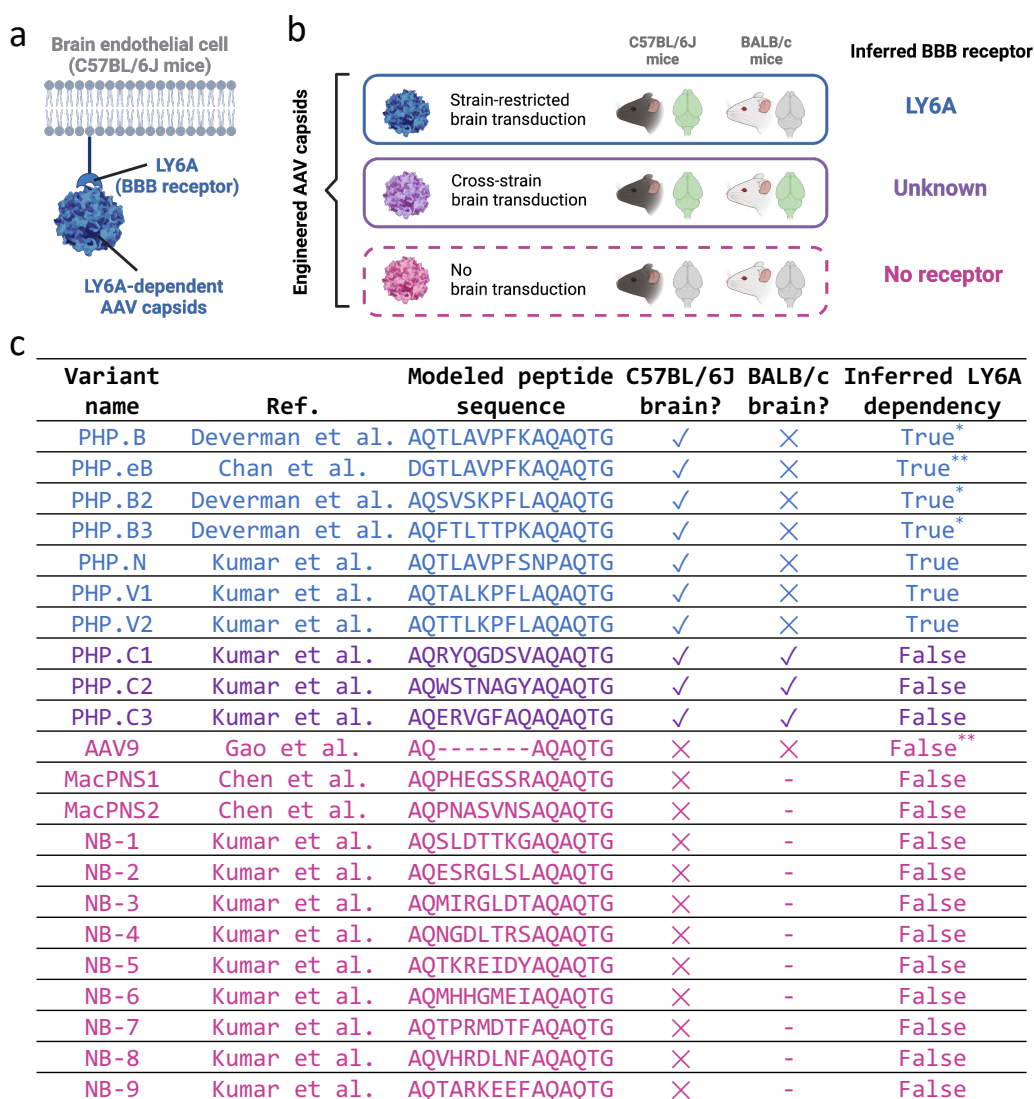 a
Brain endothelial cell
(C57BL/6J mice)
LY6A
(BBB receptor)
LY6A-dependent
AAV capsids
b
C57BL/6J
mice
BALB/c
mice
Inferred BBB receptor
Engineered AAV capsids
Strain-restricted
brain transduction
LY6A
Cross-strain
brain transduction
Unknown
No
brain transduction
No receptor
c
Variant Modeled peptide C57BL/6J BALB/c Inferred LY6A
name Ref. sequence brain? brain? dependency
PHP.B Deverman et al. AQTLAVPFKAQAQTG ✓ × True*
PHP.eB Chan et al. DGTLAVPFKAQAQTG ✓ × True**
PHP.B2 Deverman et al. AQSVSKPFLAQAQTG ✓ × True*
PHP.B3 Deverman et al. AQFTLTTPKAQAQTG ✓ × True*
PHP.N Kumar et al. AQTLAVPFSNPAQTG ✓ × True
PHP.V1 Kumar et al. AQTALKPFLAQAQTG ✓ × True
PHP.V2 Kumar et al. AQTTLKPFLAQAQTG ✓ × True
PHP.C1 Kumar et al. AQRYQGDSVAQAQTG ✓ ✓ False
PHP.C2 Kumar et al. AQWSTNAGYAQAQTG ✓ ✓ False
PHP.C3 Kumar et al. AQERVGFAQAQAQTG ✓ ✓ False
AAV9 Gao et al. AQ-------AQAQTG × × False**
MacPNS1 Chen et al. AQPHEGSSRAQAQTG × - False
MacPNS2 Chen et al. AQPNASVNSAQAQTG × - False
NB-1 Kumar et al. AQSLDTTKGAQAQTG × - False
NB-2 Kumar et al. AQESRGLSLAQAQTG × - False
NB-3 Kumar et al. AQMIRGLDTAQAQTG × - False
NB-4 Kumar et al. AQNGDLTRSAQAQTG × - False
NB-5 Kumar et al. AQTKREIDYAQAQTG × - False
NB-6 Kumar et al. AQMHHGMEIAQAQTG × - False
NB-7 Kumar et al. AQTPRMDTFAQAQTG × - False
NB-8 Kumar et al. AQVHRDLNFAQAQTG × - False
NB-9 Kumar et al. AQTARKEEFAQAQTG × - False